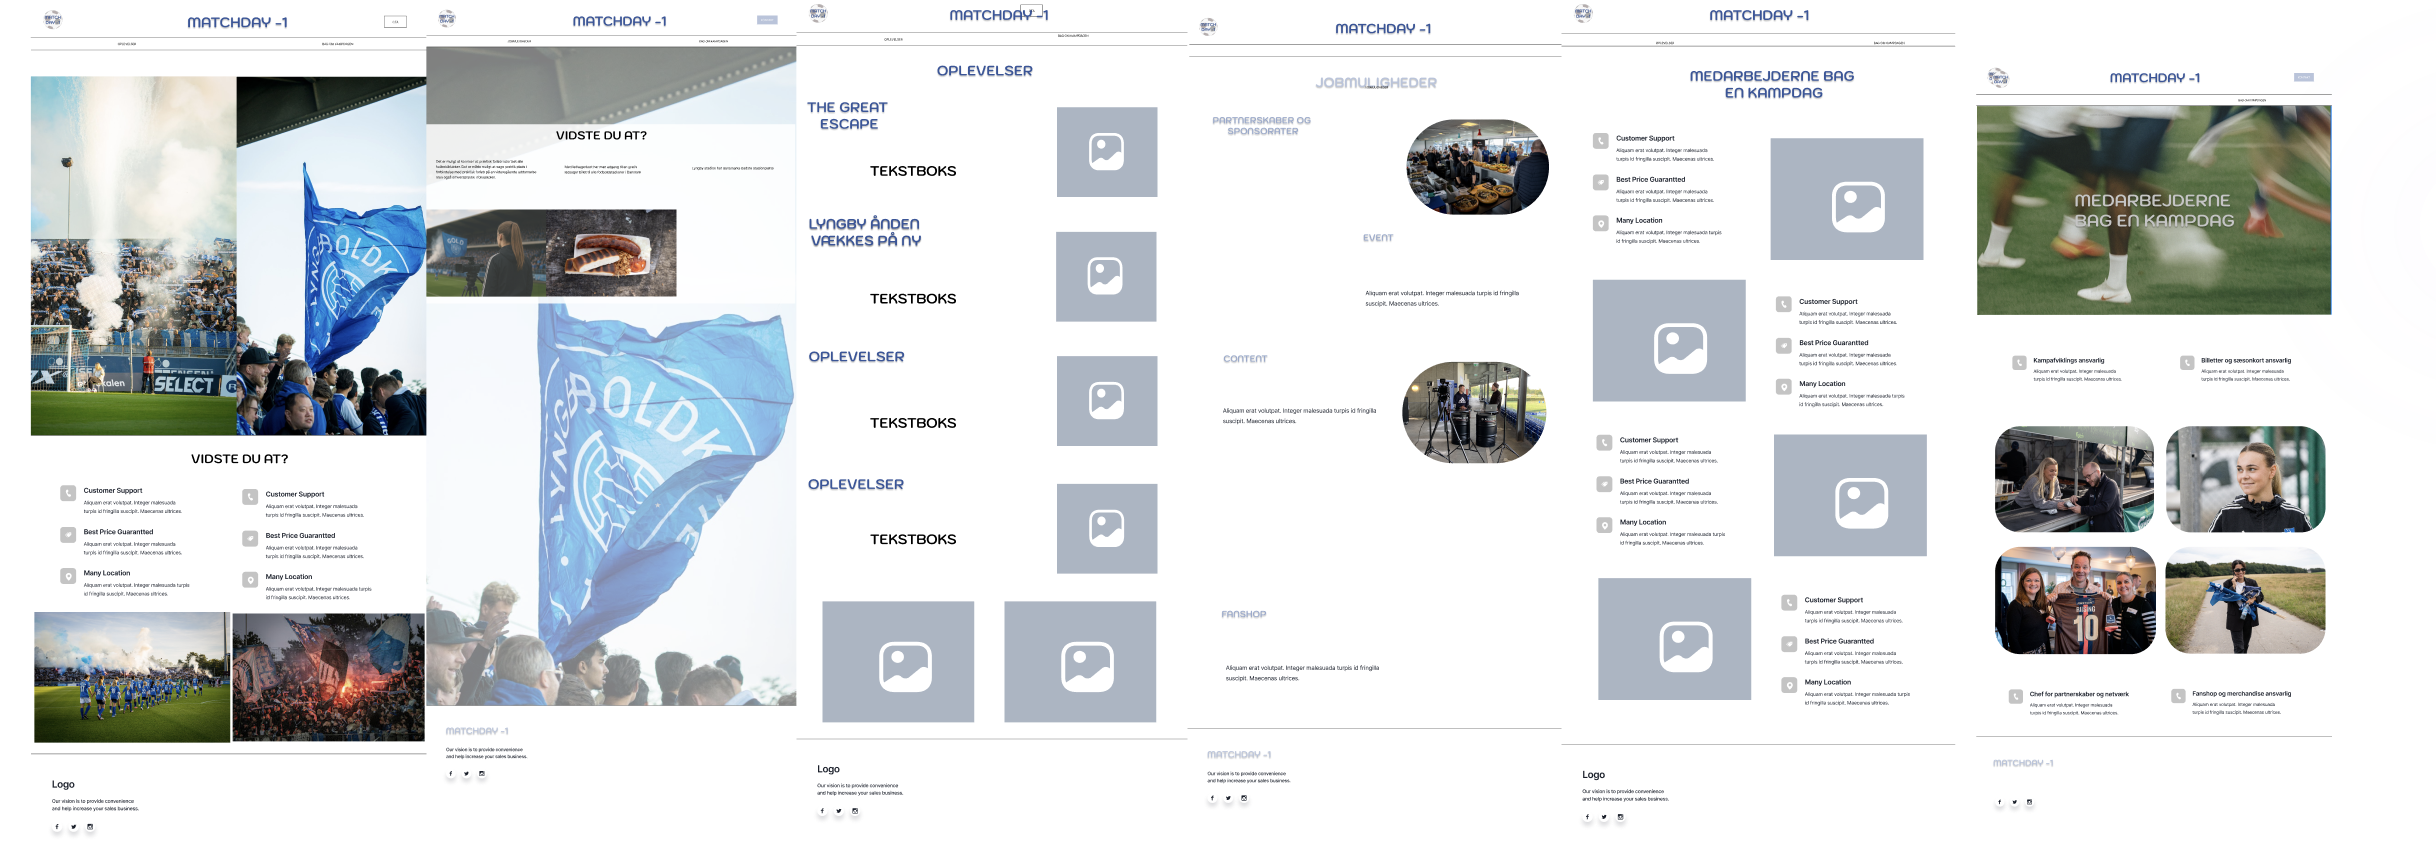 MATCHDAY -1
OPLEVELSER
BAG OM KAMPDAGEN
VIDSTE DU AT?
Customer Support
Aliquam erat volutpat. Integer malesuada
turpis id fringilla suscipit. Maecenas ultrices.
Best Price Guarantted
Aliquam erat volutpat. Integer malesuada
turpis id fringilla suscipit. Maecenas ultrices.
Many Location
Aliquam erat volutpat. Integer malesuada turpis
id fringilla suscipit. Maecenas ultrices.
Customer Support
Aliquam erat volutpat. Integer malesuada
turpis id fringilla suscipit. Maecenas ultrices.
Best Price Guarantted
Aliquam erat volutpat. Integer malesuada
turpis id fringilla suscipit. Maecenas ultrices.
Many Location
Aliquam erat volutpat. Integer malesuada turpis
id fringilla suscipit. Maecenas ultrices.
Logo
Our vision is to provide convenience
and help increase your sales business.
MATCHDAY -1
VIDSTE DU AT?
MATCHDAY -1
Our vision is to provide convenience
and help increase your sales business.
MATCHDAY -1
OPLEVELSER
BAG OM KAMPDAGEN
OPLEVELSER
THE GREAT
ESCAPE
TEKSTBOKS
LYNGBY ÅNDEN
VÆKKES PÅ NY
TEKSTBOKS
OPLEVELSER
TEKSTBOKS
OPLEVELSER
TEKSTBOKS
Logo
Our vision is to provide convenience
and help increase your sales business.
MATCHDAY -1
JOBMULIGHEDER
PARTNERSKABER OG
SPONSORATER
EVENT
Aliquam erat volutpat. Integer malesuada turpis id fringilla
suscipit. Maecenas ultrices.
CONTENT
Aliquam erat volutpat. Integer malesuada turpis id fringilla
suscipit. Maecenas ultrices.
FANSHOP
Aliquam erat volutpat. Integer malesuada turpis id fringilla
suscipit. Maecenas ultrices.
MATCHDAY -1
Our vision is to provide convenience
and help increase your sales business.
MATCHDAY -1
OPLEVELSER
BAG OM KAMPDAGEN
MEDARBEJDERNE BAG
EN KAMPDAG
Customer Support
Aliquam erat volutpat. Integer malesuada
turpis id fringilla suscipit. Maecenas ultrices.
Best Price Guarantted
Aliquam erat volutpat. Integer malesuada
turpis id fringilla suscipit. Maecenas ultrices.
Many Location
Aliquam erat volutpat. Integer malesuada turpis
id fringilla suscipit. Maecenas ultrices.
Customer Support
Aliquam erat volutpat. Integer malesuada
turpis id fringilla suscipit. Maecenas ultrices.
Best Price Guarantted
Aliquam erat volutpat. Integer malesuada
turpis id fringilla suscipit. Maecenas ultrices.
Many Location
Aliquam erat volutpat. Integer malesuada turpis
id fringilla suscipit. Maecenas ultrices.
Customer Support
Aliquam erat volutpat. Integer malesuada
turpis id fringilla suscipit. Maecenas ultrices.
Best Price Guarantted
Aliquam erat volutpat. Integer malesuada
turpis id fringilla suscipit. Maecenas ultrices.
Many Location
Aliquam erat volutpat. Integer malesuada turpis
id fringilla suscipit. Maecenas ultrices.
Customer Support
Aliquam erat volutpat. Integer malesuada
turpis id fringilla suscipit. Maecenas ultrices.
Best Price Guarantted
Aliquam erat volutpat. Integer malesuada
turpis id fringilla suscipit. Maecenas ultrices.
Many Location
Aliquam erat volutpat. Integer malesuada turpis
id fringilla suscipit. Maecenas ultrices.
Logo
Our vision is to provide convenience
and help increase your sales business.
MATCHDAY -1
BAG OM KAMPDAGEN
MEDARBEJDERNE
BAG EN KAMPDAG
Kampafviklings ansvarlig
Aliquam erat volutpat. Integer malesuada
turpis id fringilla suscipit. Maecenas ultrices.
Billetter og sæsonkort ansvarlig
Aliquam erat volutpat. Integer malesuada
turpis id fringilla suscipit. Maecenas ultrices.
Chef for partnerskaber og netværk
Aliquam erat volutpat. Integer malesuada
turpis id fringilla suscipit. Maecenas ultrices.
Fanshop og merchandise ansvarlig
Aliquam erat volutpat. Integer malesuada
turpis id fringilla suscipit. Maecenas ultrices.
MATCHDAY -1